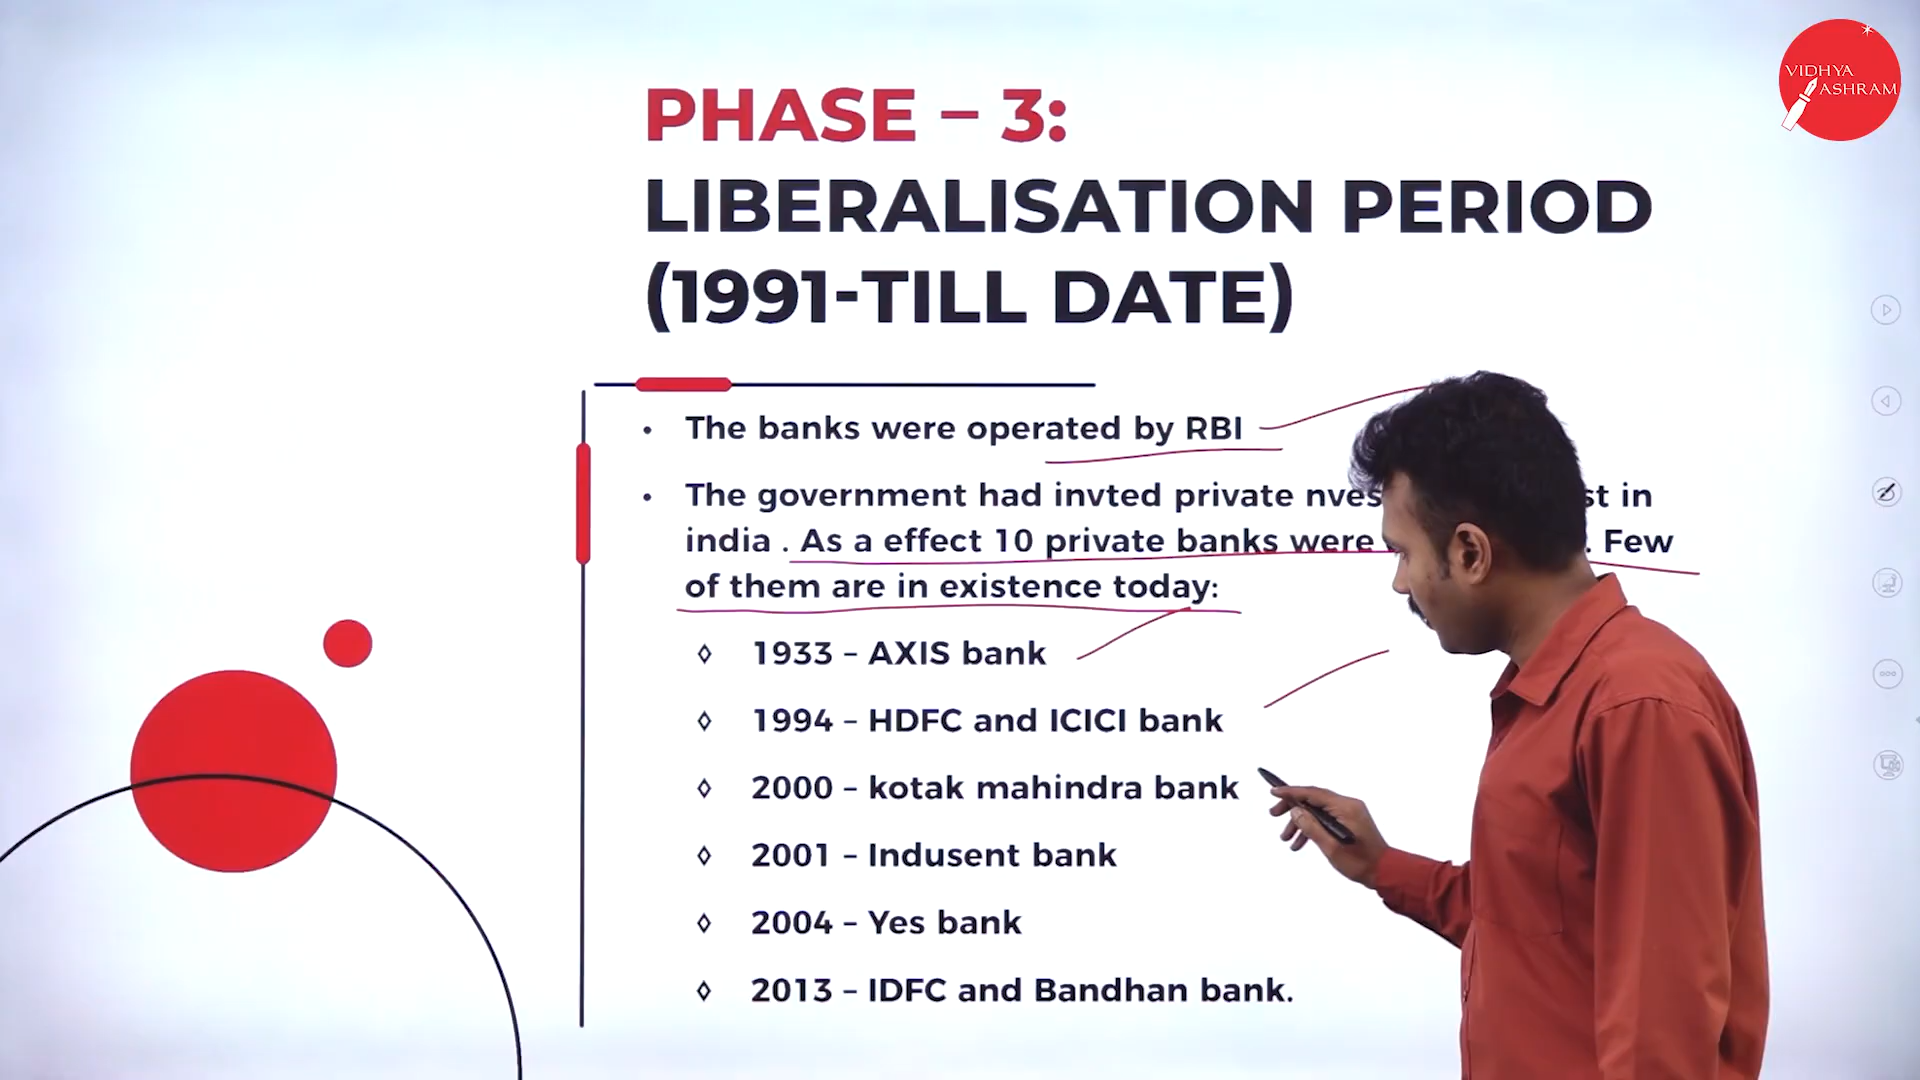 VIDHYA
ASHRAM
PHASE – 3:
LIBERALISATION PERIOD
(1991-TILL DATE)
• The banks were operated by RBI
• The government had invted private in
india . As a effect 10 private banks were Few
of them are in existence today:
◊ 1933 – AXIS bank
◊ 1994 – HDFC and ICICI bank
◊ 2000 – kotak mahindra bank
◊ 2001 – Indusent bank
◊ 2004 – Yes bank
◊ 2013 – IDFC and Bandhan bank.